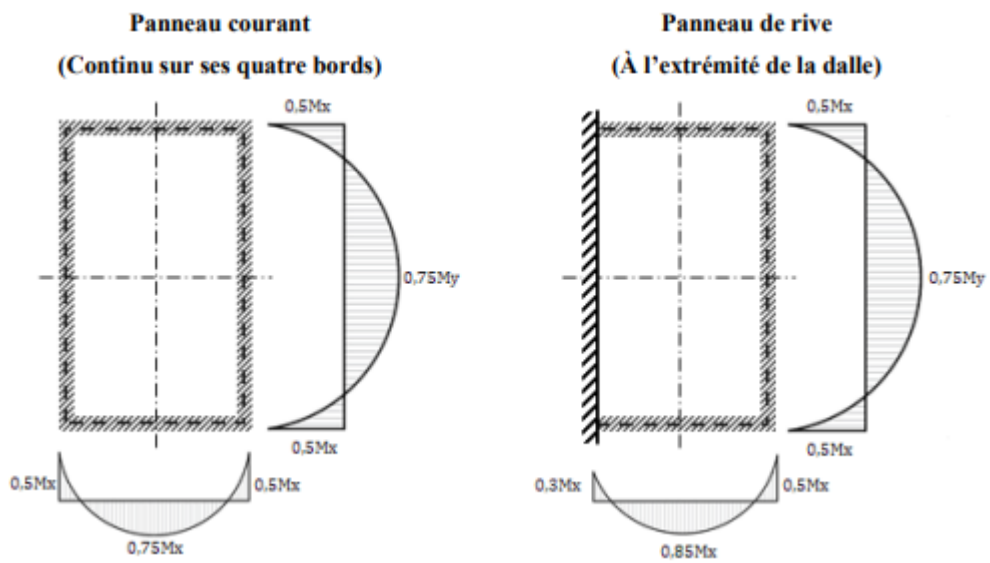 Panneau courant
(Continu sur ses quatre bords)
0,5Mx
0,75My
0,5Mx
0,5Mx
0,5Mx
0,75Mx
Panneau de rive
(À l’extrémité de la dalle)
0,5Mx
0,75My
0,5Mx
0,3Mx
0,5Mx
0,85Mx